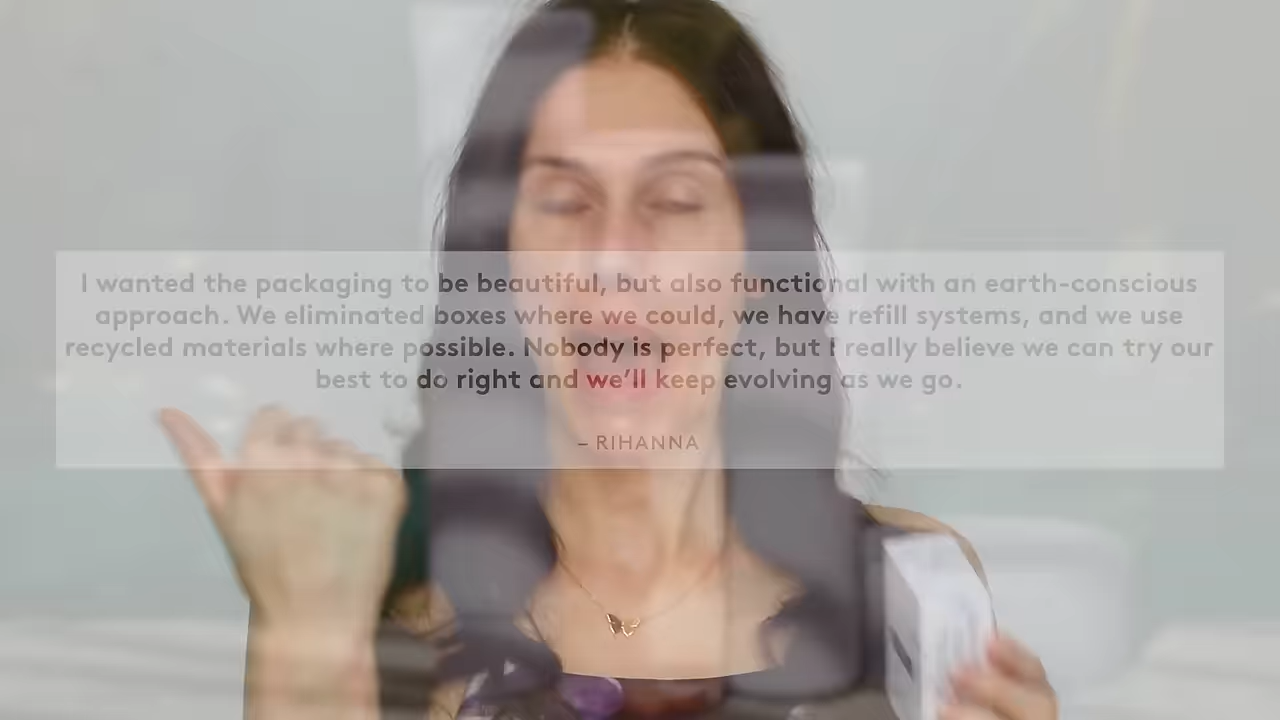 I wanted the packaging to be beautiful, but also functional with an earth-conscious
approach. We eliminated boxes where we could, we have refill systems, and we use
recycled materials where possible. Nobody is perfect, but I really believe we can try our
best to do right and we’ll keep evolving as we go.
– RIHANNA